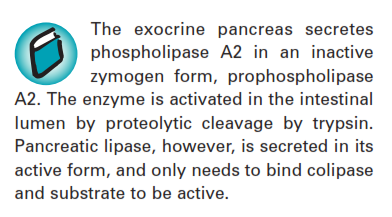 The exocrine pancreas secretes
phospholipase A2 in an inactive
zymogen form, prophospholipase
A2. The enzyme is activated in the intestinal
lumen by proteolytic cleavage by trypsin.
Pancreatic lipase, however, is secreted in its
active form, and only needs to bind colipase
and substrate to be active.